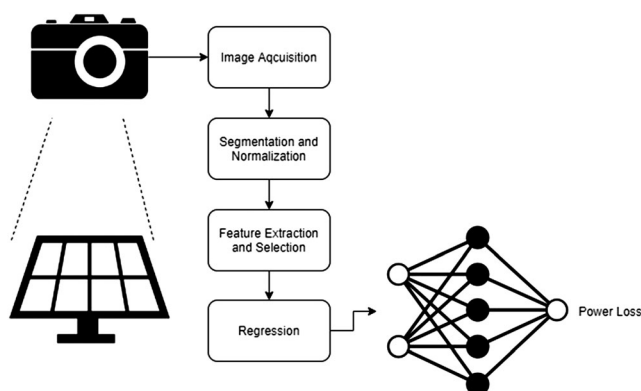 Image Aqcuisition
Segmentation and
Normalization
Feature Extraction
and Selection
Regression
Power Loss